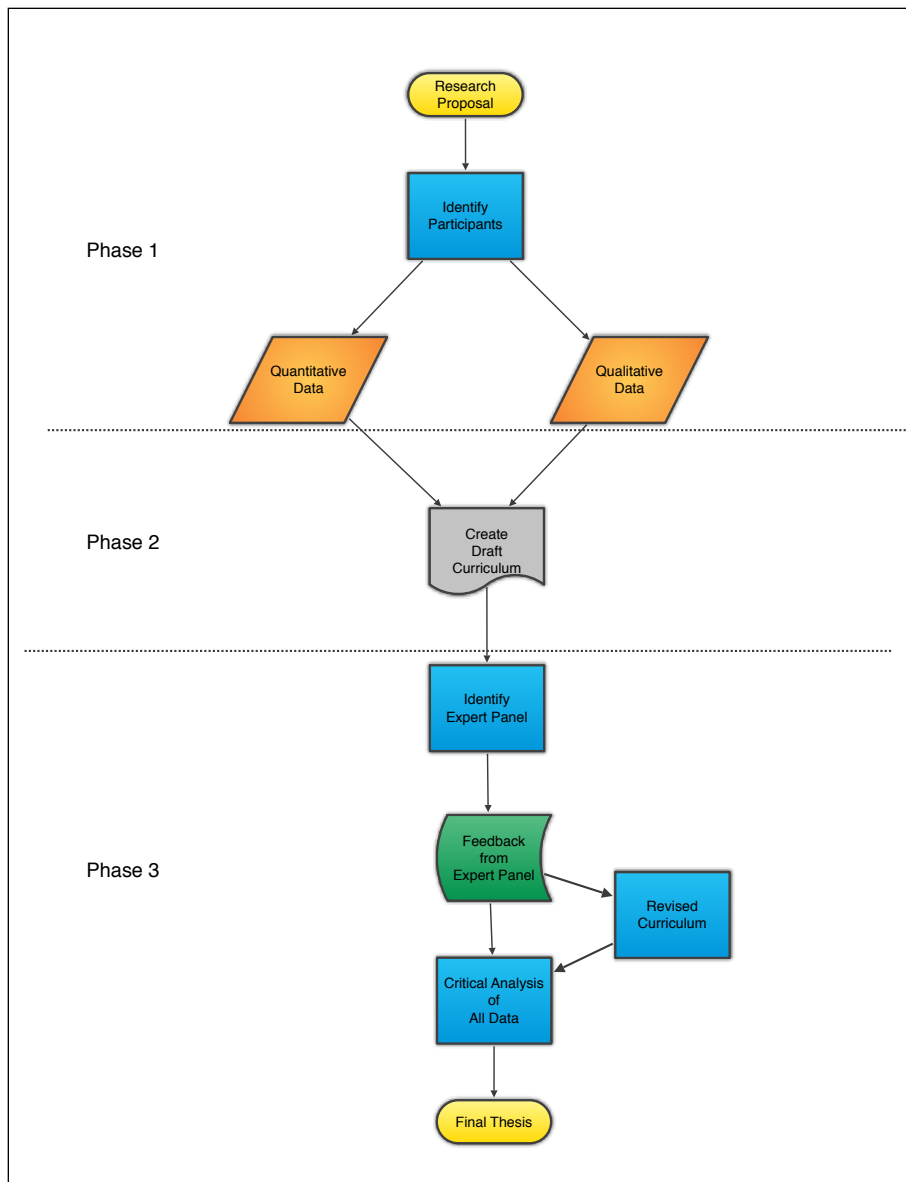 Research
Proposal
Identify
Participants
Phase 1
Quantitative
Data
Qualitative
Data
Phase 2
Create
Draft
Curriculum
Identify
Expert Panel
Phase 3
Feedback
from
Expert Panel
Revised
Curriculum
Critical Analysis
of
All Data
Final Thesis